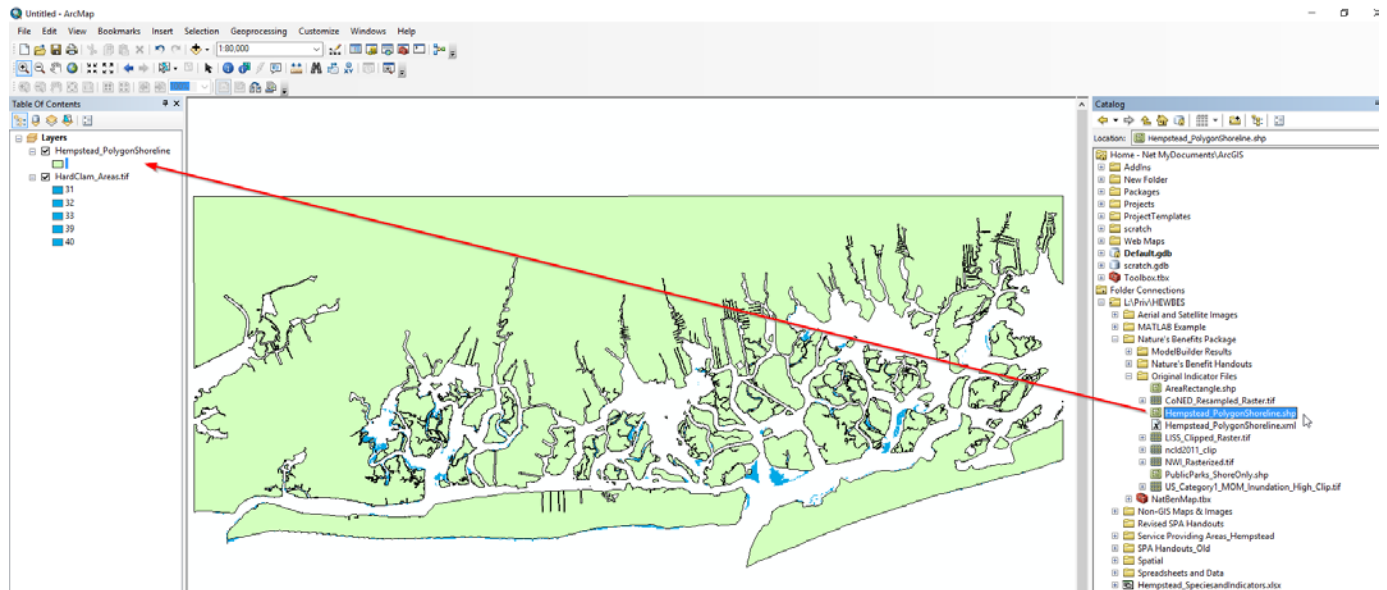 Untitled - ArcMap
File Edit View Bookmarks Insert Selection Geoprocessing Customize Windows Help
1:80,000
Table Of Contents
Layers
Hempstead_PolygonShoreline
HardClam_Areas.tif
31
32
33
39
40
Catalog
Location: Hempstead_PolygonShoreline.shp
Home - Net MyDocuments\ArcGIS
AddIns
New Folder
Packages
Projects
ProjectTemplates
scratch
Web Maps
Default.gdb
scratch.gdb
Toolbox.tbx
Folder Connections
L:\Priv\HEWBES
Aerial and Satellite Images
MATLAB Example
Nature's Benefits Package
ModelBuilder Results
Nature's Benefit Handouts
Original Indicator Files
AreaRectangle.shp
CoNED_Resampled_Raster.tif
Hempstead_PolygonShoreline.shp
Hempstead_PolygonShoreline.xml
LISS_Clipped_Raster.tif
ncld2011_clip
NWI_Rasterized.tif
PublicParks_ShoreOnly.shp
US_Category1_MOM_Inundation_High_Clip.tif
NatBenMap.tbx
Non-GIS Maps & Images
Revised SPA Handouts
Service Providing Areas_Hempstead
SPA Handouts_Old
Spatial
Spreadsheets and Data
Hempstead_SpeciesandIndicators.xlsx